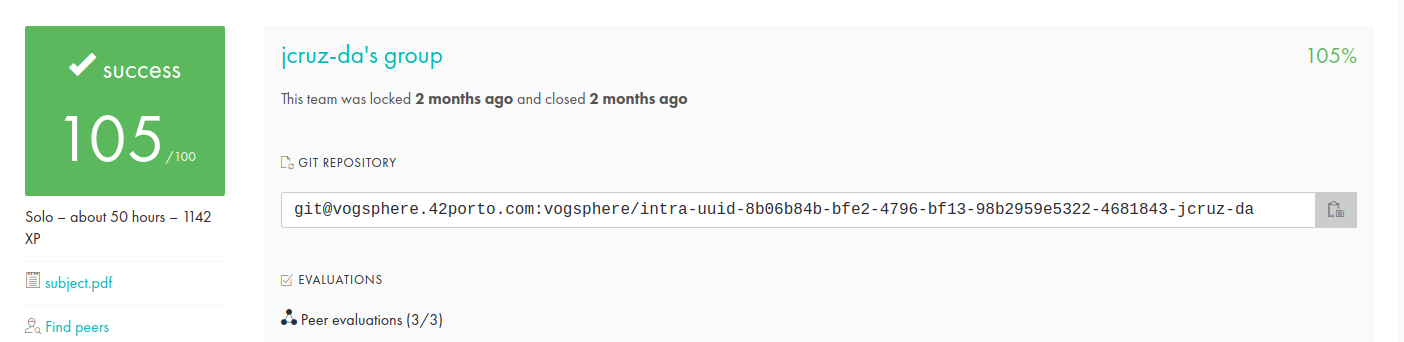 success
105/100
Solo – about 50 hours – 1142
XP
subject.pdf
Find peers
jcruz-da's group
105%
This team was locked 2 months ago and closed 2 months ago
GIT REPOSITORY
git@vogsphere.42porto.com:vogsphere/intra-uuid-8b06b84b-bfe2-4796-bf13-98b2959e5322-4681843-jcruz-da
EVALUATIONS
Peer evaluations (3/3)